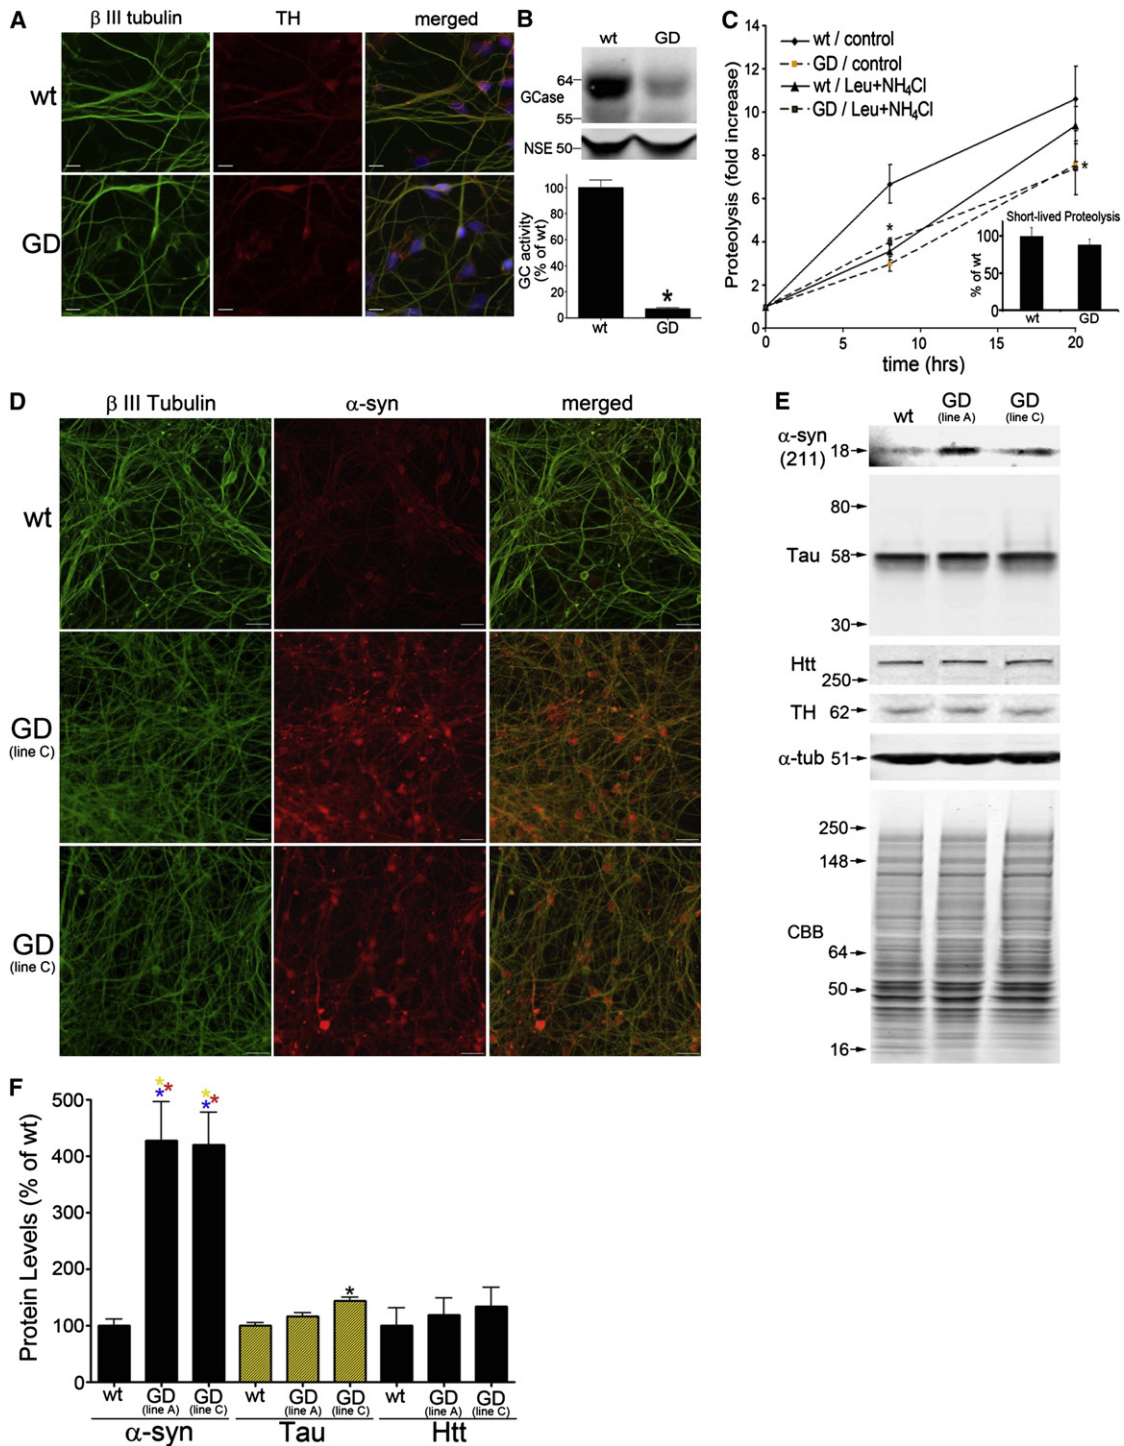 A
β III tubulin
TH
merged
wt
GD
B
wt GD
64
GCase
55
NSE 50
GC activity
(% of wt)
100
80
60
40
20
0
*
wt
GD
C
Proteolysis (fold increase)
14
12
10
8
6
4
2
0
wt / control
GD / control
wt / Leu+NH4Cl
GD / Leu+NH4Cl
*
*
Short-lived Proteolysis
% of wt
100
50
0
wt GD
0 5 10 15 20
time (hrs)
D
β III Tubulin
α-syn
merged
wt
GD
(line C)
GD
(line C)
E
wt
GD
(line A)
GD
(line C)
α-syn
(211)
18
80
Tau 58
30
Htt
250
TH 62
α-tub 51
250
148
CBB
64
50
16
F
Protein Levels (% of wt)
500
400
300
200
100
0
* * *
* * *
*
wt GD GD wt GD GD wt GD GD
(line A) (line C) (line A) (line C) (line A) (line C)
α-syn Tau Htt